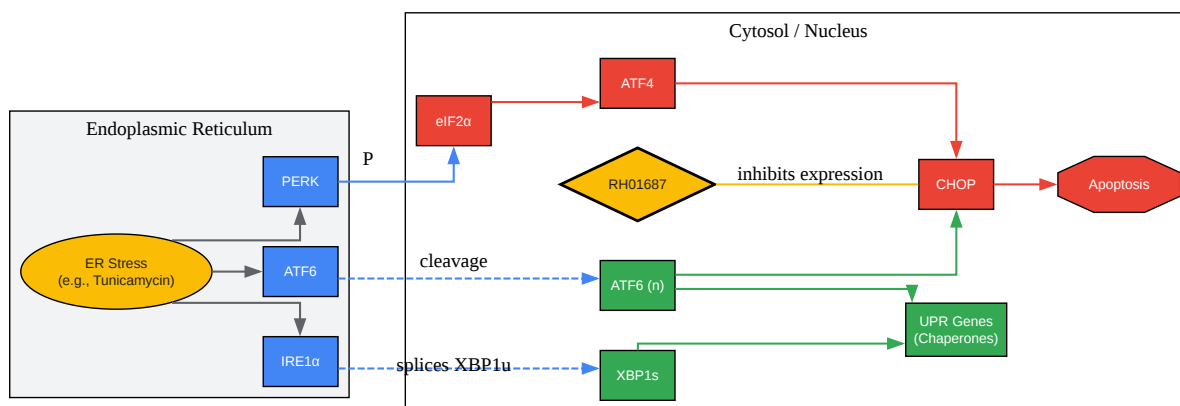 Cytosol / Nucleus
Endoplasmic Reticulum
ATF4
eIF2α
P
PERK
RH01687
inhibits expression
CHOP
Apoptosis
ER Stress
(e.g., Tunicamycin)
ATF6
cleavage
ATF6 (n)
UPR Genes
(Chaperones)
IRE1α
splices XBP1u
XBP1s